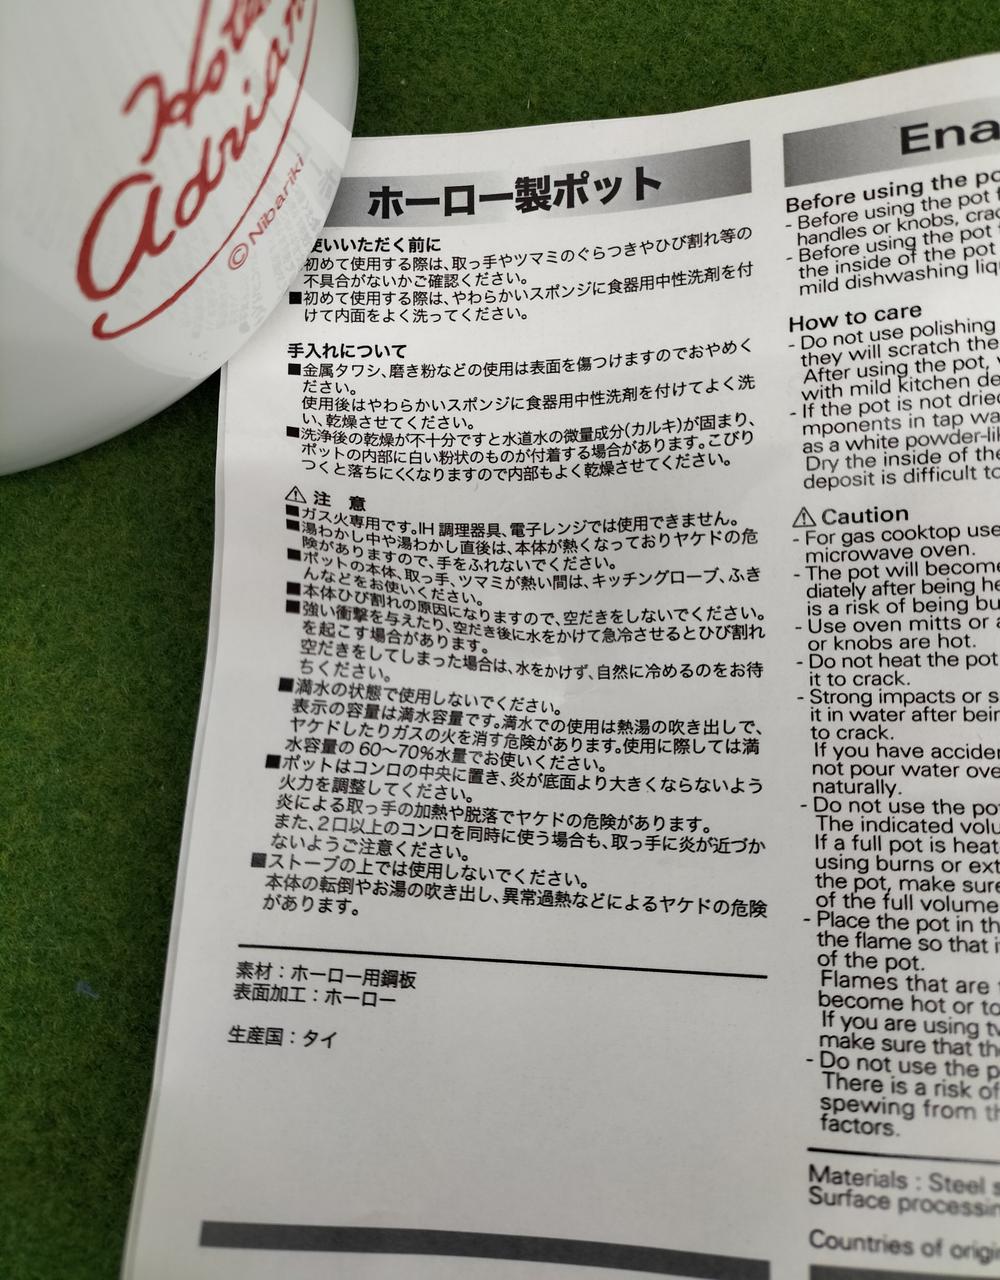 Hotel
Adriano
© Nibariki
ホーロー製ポット
使いいただく前に
初めて使用する際は、取っ手やツマミのぐらつきやひび割れ等の
不具合がないかご確認ください。
■初めて使用する際は、やわらかいスポンジに食器用中性洗剤を付
けて内面をよく洗ってください。
手入れについて
■金属タワシ、磨き粉などの使用は表面を傷つけますのでおやめく
ださい。
使用後はやわらかいスポンジに食器用中性洗剤を付けてよく洗
い、乾燥させてください。
■洗浄後の乾燥が不十分ですと水道水の微量成分(カルキ)が固まり、
ポットの内部に白い粉状のものが付着する場合があります。こびり
つくと落ちにくくなりますので内部もよく乾燥させてください。
⚠ 注 意
■ガス火専用です。IH 調理器具、電子レンジでは使用できません。
■湯わかし中や湯わかし直後は、本体が熱くなっておりヤケドの危
険がありますので、手をふれないでください。
■ポットの本体、取っ手、ツマミが熱い間は、キッチングローブ、ふき
んなどをお使いください。
■本体ひび割れの原因になりますので、空だきをしないでください。
■強い衝撃を与えたり、空だき後に水をかけて急冷させるとひび割れ
を起こす場合があります。
空だきをしてしまった場合は、水をかけず、自然に冷めるのをお待
ちください。
■満水の状態で使用しないでください。
表示の容量は満水容量です。満水での使用は熱湯の吹き出しで、
ヤケドしたりガスの火を消す危険があります。使用に際しては満
水容量の 60〜70%水量でお使いください。
■ポットはコンロの中央に置き、炎が底面より大きくならないよう
火力を調整してください。
炎による取っ手の加熱や脱落でヤケドの危険があります。
また、2口以上のコンロを同時に使う場合も、取っ手に炎が近づか
ないようご注意ください。
■ストーブの上では使用しないでください。
本体の転倒やお湯の吹き出し、異常過熱などによるヤケドの危険
があります。
素材：ホーロー用鋼板
表面加工：ホーロー
生産国：タイ
Ena
Before using the po
- Before using the pot
handles or knobs, crac
- Before using the pot
the inside of the pot
mild dishwashing liq
How to care
- Do not use polishing
they will scratch the
After using the pot,
with mild kitchen de
- If the pot is not drie
mponents in tap wa
as a white powder-li
Dry the inside of the
deposit is difficult to
⚠ Caution
- For gas cooktop use
microwave oven.
- The pot will become
diately after being he
is a risk of being bu
- Use oven mitts or a
or knobs are hot.
- Do not heat the pot
it to crack.
- Strong impacts or s
it in water after bein
to crack.
If you have acciden
not pour water ove
naturally.
- Do not use the po
The indicated volu
If a full pot is heat
using burns or ext
the pot, make sure
of the full volume
- Place the pot in th
the flame so that i
of the pot.
Flames that are
become hot or to
If you are using tw
make sure that th
- Do not use the p
There is a risk of
spewing from th
factors.
Materials : Steel s
Surface processin
Countries of origi